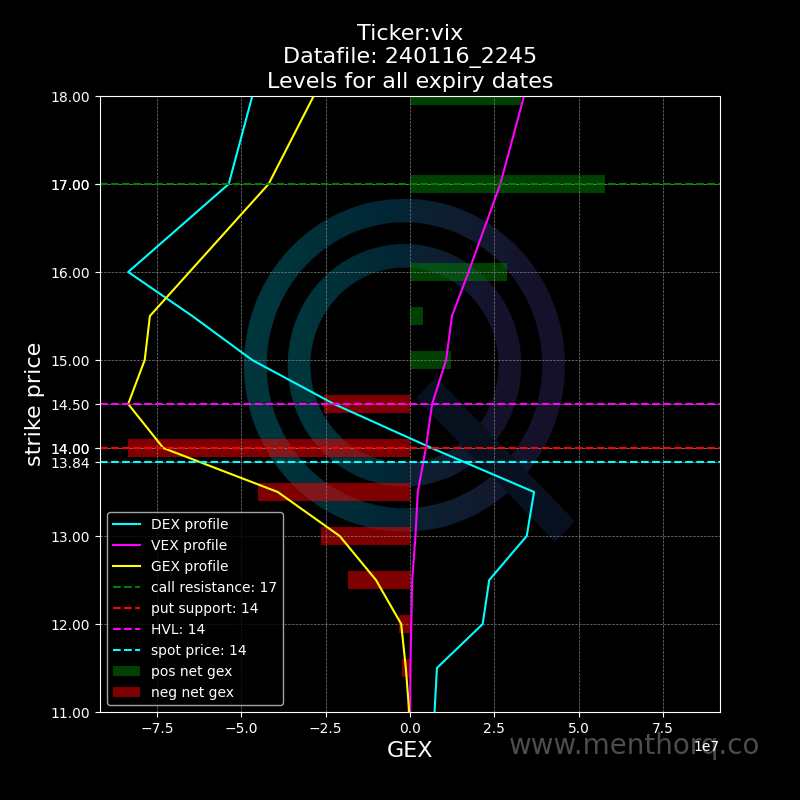 Ticker:vix
Datafile: 240116_2245
Levels for all expiry dates
18.00
17.00
16.00
15.00
14.50
14.00
13.84
13.00
12.00
11.00
strike price
DEX profile
VEX profile
GEX profile
call resistance: 17
put support: 14
HVL: 14
spot price: 14
pos net gex
neg net gex
−7.5 −5.0 −2.5 0.0 2.5 5.0 7.5
1e7
GEX
www.menthorq.co